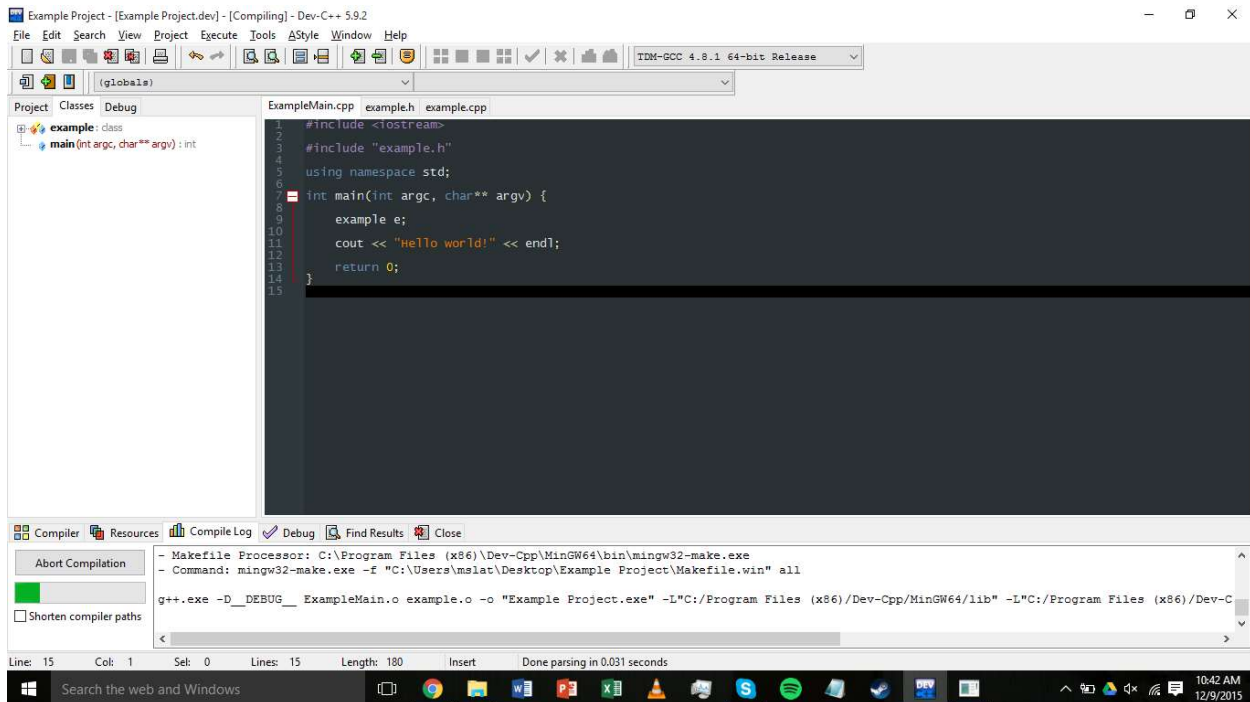 Example Project - [Example Project.dev] - [Compiling] - Dev-C++ 5.9.2
File Edit Search View Project Execute Tools AStyle Window Help
TDM-GCC 4.8.1 64-bit Release
(globals)
Project Classes Debug
ExampleMain.cpp example.h example.cpp
example : class
main (int argc, char** argv) : int
1 #include <iostream>
2
3 #include "example.h"
4
5 using namespace std;
6
7 int main(int argc, char** argv) {
8
9 example e;
10
11 cout << "Hello world!" << endl;
12
13 return 0;
14 }
15
Compiler Resources Compile Log Debug Find Results Close
Abort Compilation
Shorten compiler paths
- Makefile Processor: C:\Program Files (x86)\Dev-Cpp\MinGW64\bin\mingw32-make.exe
- Command: mingw32-make.exe -f "C:\Users\mslat\Desktop\Example Project\Makefile.win" all
g++.exe -D__DEBUG__ ExampleMain.o example.o -o "Example Project.exe" -L"C:/Program Files (x86)/Dev-Cpp/MinGW64/lib" -L"C:/Program Files (x86)/Dev-C
Line: 15 Col: 1 Sel: 0 Lines: 15 Length: 180 Insert Done parsing in 0.031 seconds
Search the web and Windows
10:42 AM
12/9/2015